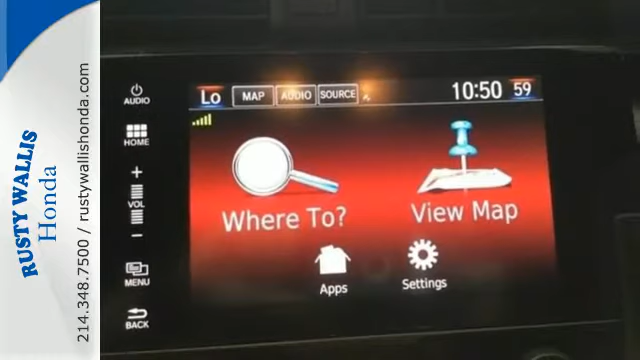 RUSTY WALLIS
Honda
214.348.7500 / rustywallishonda.com
AUDIO
HOME
+
VOL
−
MENU
BACK
Lo
MAP
AUDIO
SOURCE
10:50
59
Where To?
View Map
Apps
Settings